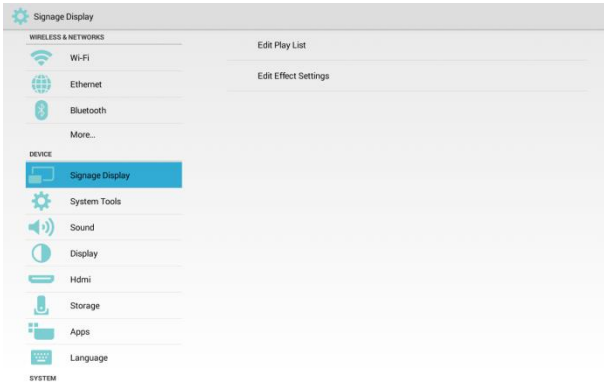 Signage Display
WIRELESS & NETWORKS
Wi-Fi
Ethernet
Bluetooth
More...
DEVICE
Signage Display
System Tools
Sound
Display
Hdmi
Storage
Apps
Language
SYSTEM
Edit Play List
Edit Effect Settings